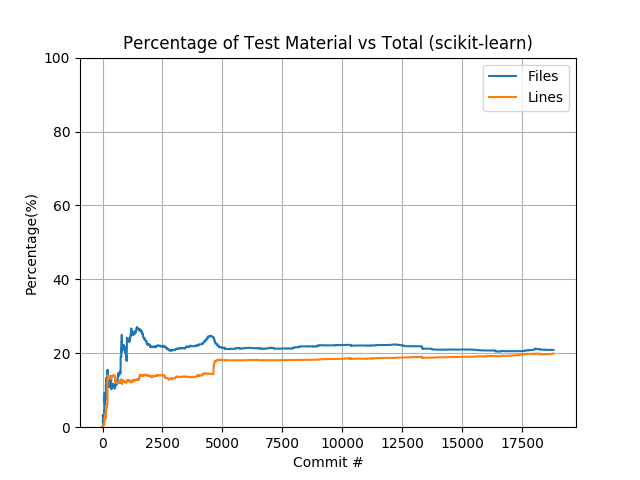 Percentage of Test Material vs Total (scikit-learn)
100
80
60
40
20
0
Percentage(%)
Files
Lines
0 2500 5000 7500 10000 12500 15000 17500
Commit #